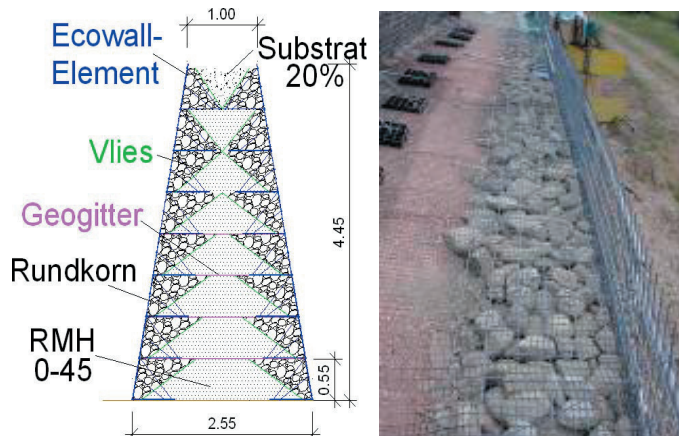 1.00
Ecowall-
Element
Substrat
20%
Vlies
Geogitter
Rundkorn
RMH
0-45
4.45
0.55
2.55